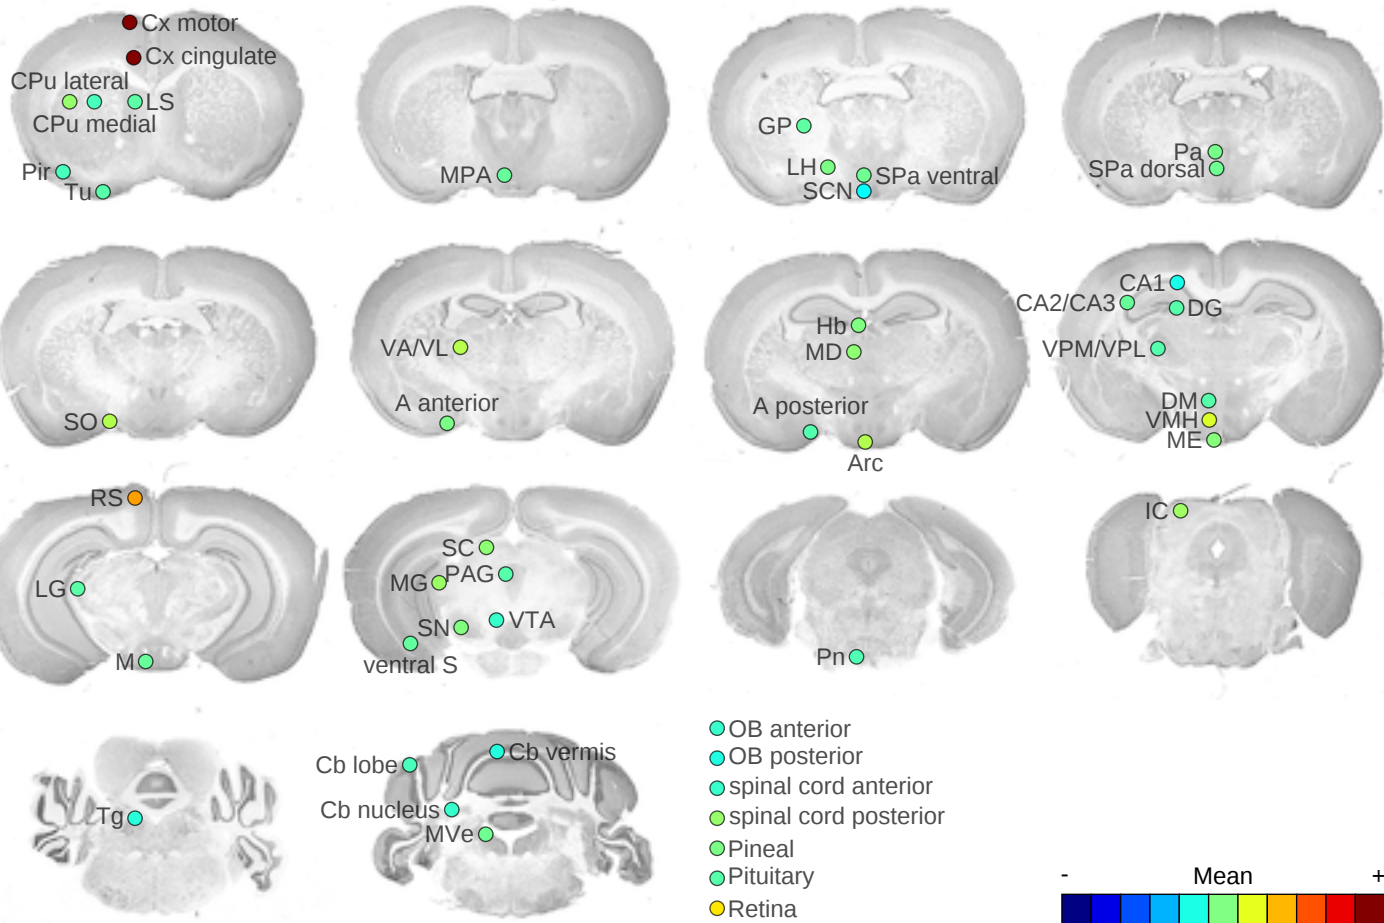 Cx motor
Cx cingulate
CPu lateral
LS
CPu medial
Pir
Tu
MPA
GP
LH
SPa ventral
SCN
Pa
SPa dorsal
SO
VA/VL
A anterior
Hb
MD
A posterior
Arc
CA1
CA2/CA3
DG
VPM/VPL
DM
VMH
ME
RS
LG
M
SC
MG
PAG
SN
VTA
ventral S
Pn
IC
Tg
Cb lobe
Cb vermis
Cb nucleus
MVe
OB anterior
OB posterior
spinal cord anterior
spinal cord posterior
Pineal
Pituitary
Retina
- Mean +